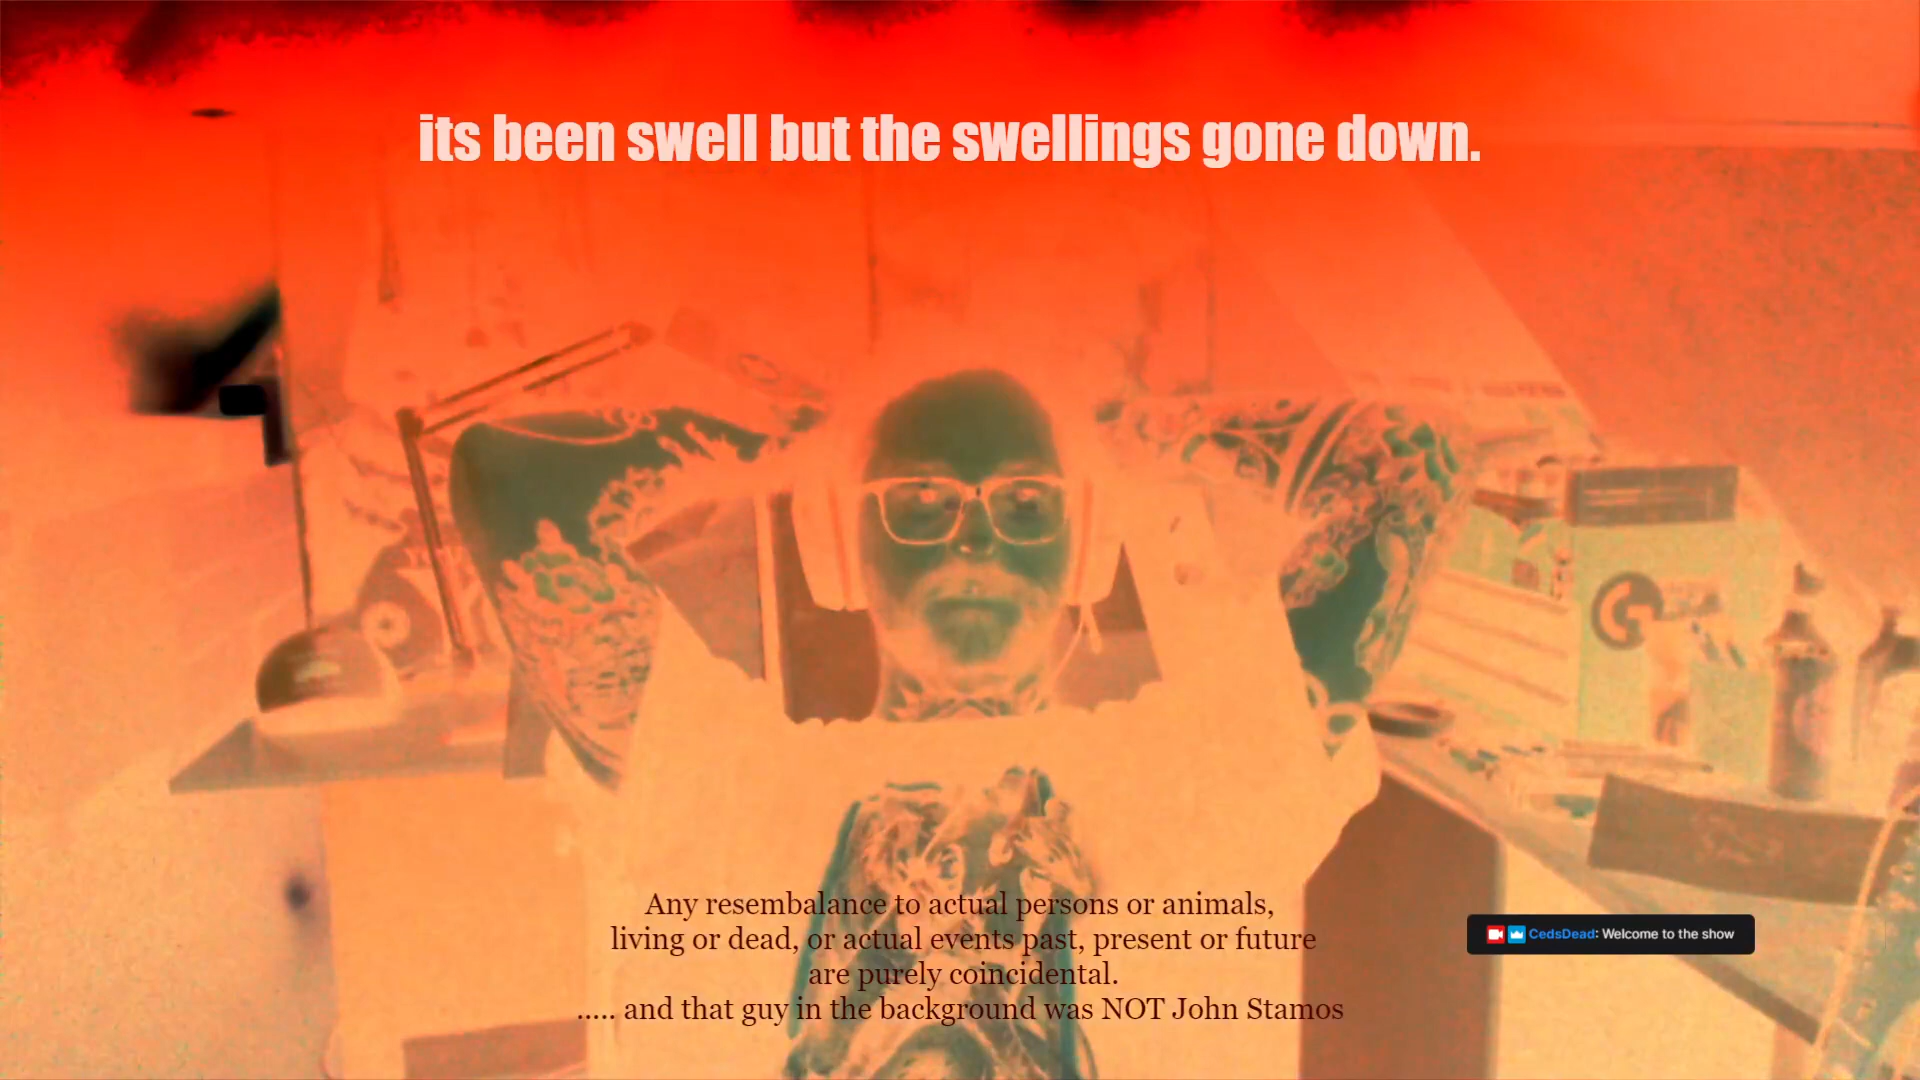 its been swell but the swellings gone down.
Any resembalance to actual persons or animals,
living or dead, or actual events past, present or future
are purely coincidental.
..... and that guy in the background was NOT John Stamos
CedsDead: Welcome to the show